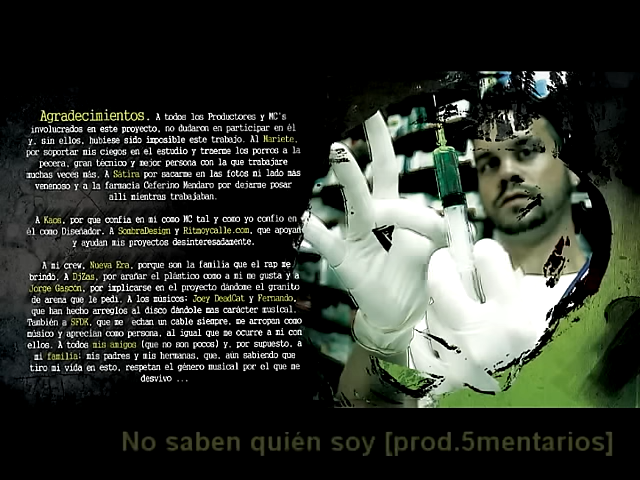 Agradecimientos. A todos los Productores y MC's
involucrados en este proyecto, no dudaron en participar en él
y, sin ellos, hubiese sido imposible este trabajo. Al Mariete,
por soportar mis ciegos en el estudio y traerme los porros a la
pecera, gran técnico y mejor persona con la que trabajare
muchas veces más. A Sátira por sacarme en las fotos mi lado más
venenoso y a la farmacia Ceferino Mendaro por dejarme posar
allí mientras trabajaban.
A Kaos, por que confía en mi como MC tal y como yo confío en
él como Diseñador. A SombraDesign y Ritmoycalle.com, que apoyan
y ayudan mis proyectos desinteresadamente.
A mi crew, Nueva Era, porque son la familia que el rap me
brindó. A DjZas, por arañar el plástico como a mi me gusta y a
Jorge Gascón, por implicarse en el proyecto dándome el granito
de arena que le pedí. A los músicos; Joey DeadCat y Fernando,
que han hecho arreglos al disco dándole mas carácter musical.
También a SFDK, que me echan un cable siempre, me arropan como
músico y aprecian como persona, al igual que me ocurre a mi con
ellos. A todos mis amigos (que no son pocos) y, por supuesto, a
mi familia; mis padres y mis hermanas, que, aún sabiendo que
tiro mi vida en esto, respetan el género musical por el que me
desvivo ...
No saben quién soy [prod.5mentarios]